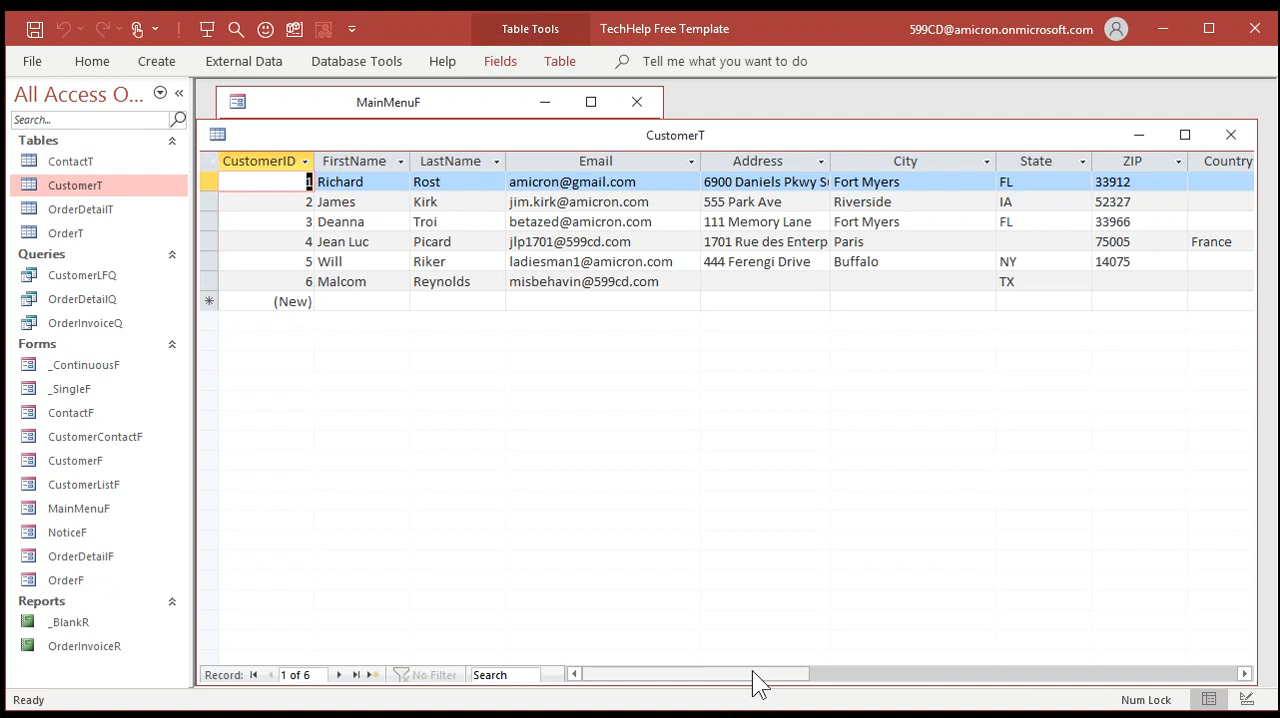 Table Tools
TechHelp Free Template
599CD@amicron.onmicrosoft.com
File Home Create External Data Database Tools Help Fields Table Tell me what you want to do
All Access O...
Search...
Tables
ContactT
CustomerT
OrderDetailT
OrderT
Queries
CustomerLFQ
OrderDetailQ
OrderInvoiceQ
Forms
_ContinuousF
_SingleF
ContactF
CustomerContactF
CustomerF
CustomerListF
MainMenuF
NoticeF
OrderDetailF
OrderF
Reports
_BlankR
OrderInvoiceR
MainMenuF
CustomerT
CustomerID FirstName LastName Email Address City State ZIP Country
1 Richard Rost amicron@gmail.com 6900 Daniels Pkwy Su Fort Myers FL 33912
2 James Kirk jim.kirk@amicron.com 555 Park Ave Riverside IA 52327
3 Deanna Troi betazed@amicron.com 111 Memory Lane Fort Myers FL 33966
4 Jean Luc Picard jlp1701@599cd.com 1701 Rue des Enterp Paris 75005 France
5 Will Riker ladiesman1@amicron.com 444 Ferengi Drive Buffalo NY 14075
6 Malcom Reynolds misbehavin@599cd.com TX
* (New)
Record: 1 of 6 No Filter Search
Ready Num Lock